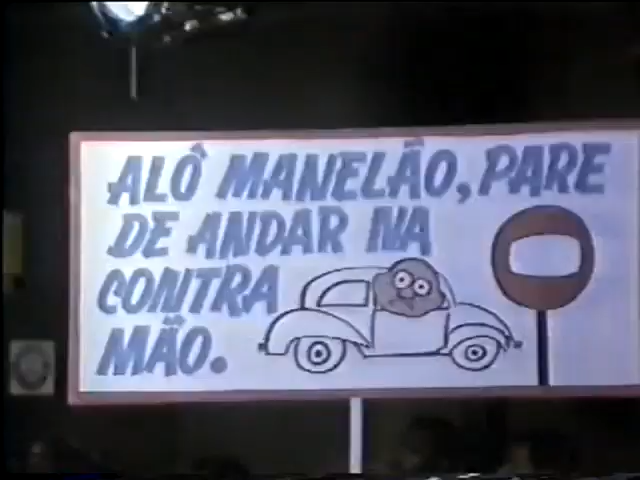 ALÔ MANELÃO, PARE
DE ANDAR NA
CONTRA
MÃO.